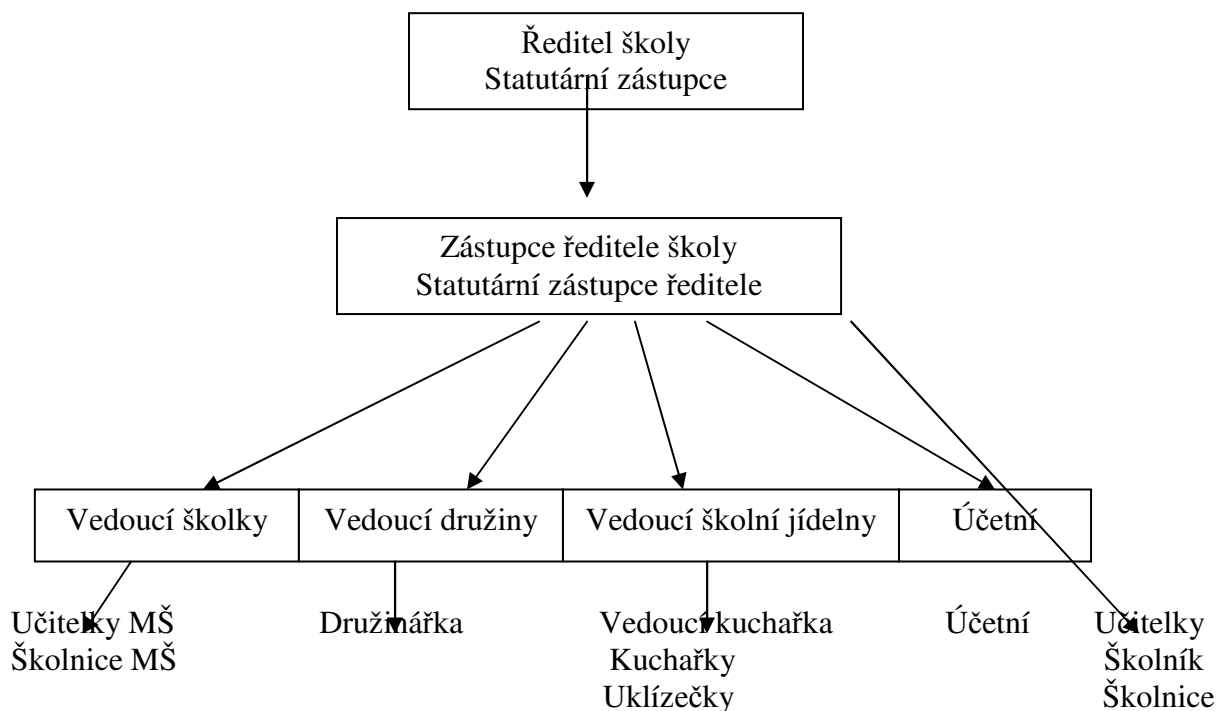 Ředitel školy
Statutární zástupce
Zástupce ředitele školy
Statutární zástupce ředitele
Vedoucí školky Vedoucí družiny Vedoucí školní jídelny Účetní
Učitelky MŠ Družinářka Vedoucí kuchařka Účetní Učitelky
Školnice MŠ Kuchařky Školník
Uklízečky Školnice